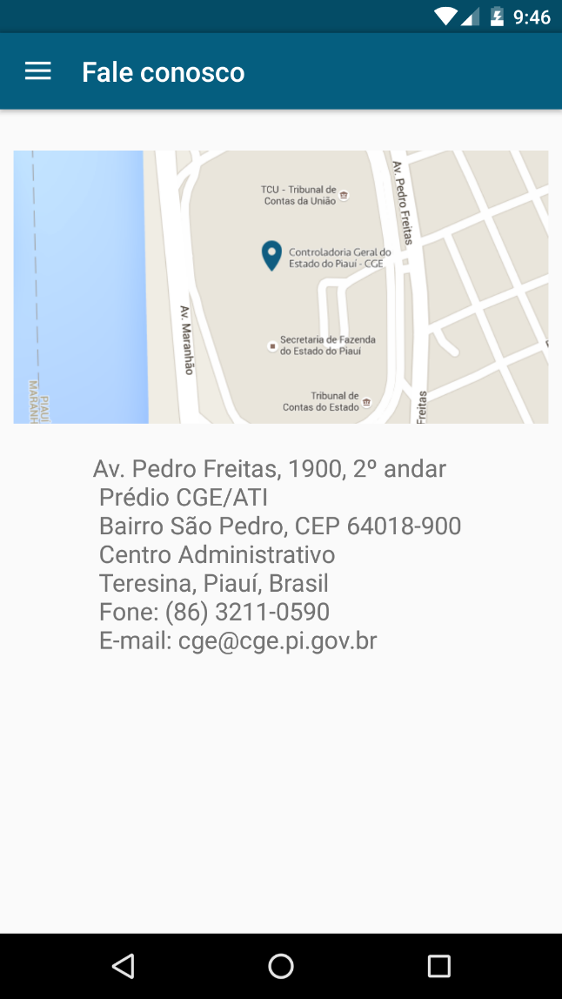 9:46
Fale conosco
TCU - Tribunal de
Contas da União
Av. Pedro Freitas
Controladoria Geral do
Estado do Piauí - CGE
Av. Maranhão
Secretaria de Fazenda
do Estado do Piauí
Tribunal de
Contas do Estado
Freitas
PIAUÍ
MARANH
Av. Pedro Freitas, 1900, 2º andar
Prédio CGE/ATI
Bairro São Pedro, CEP 64018-900
Centro Administrativo
Teresina, Piauí, Brasil
Fone: (86) 3211-0590
E-mail: cge@cge.pi.gov.br